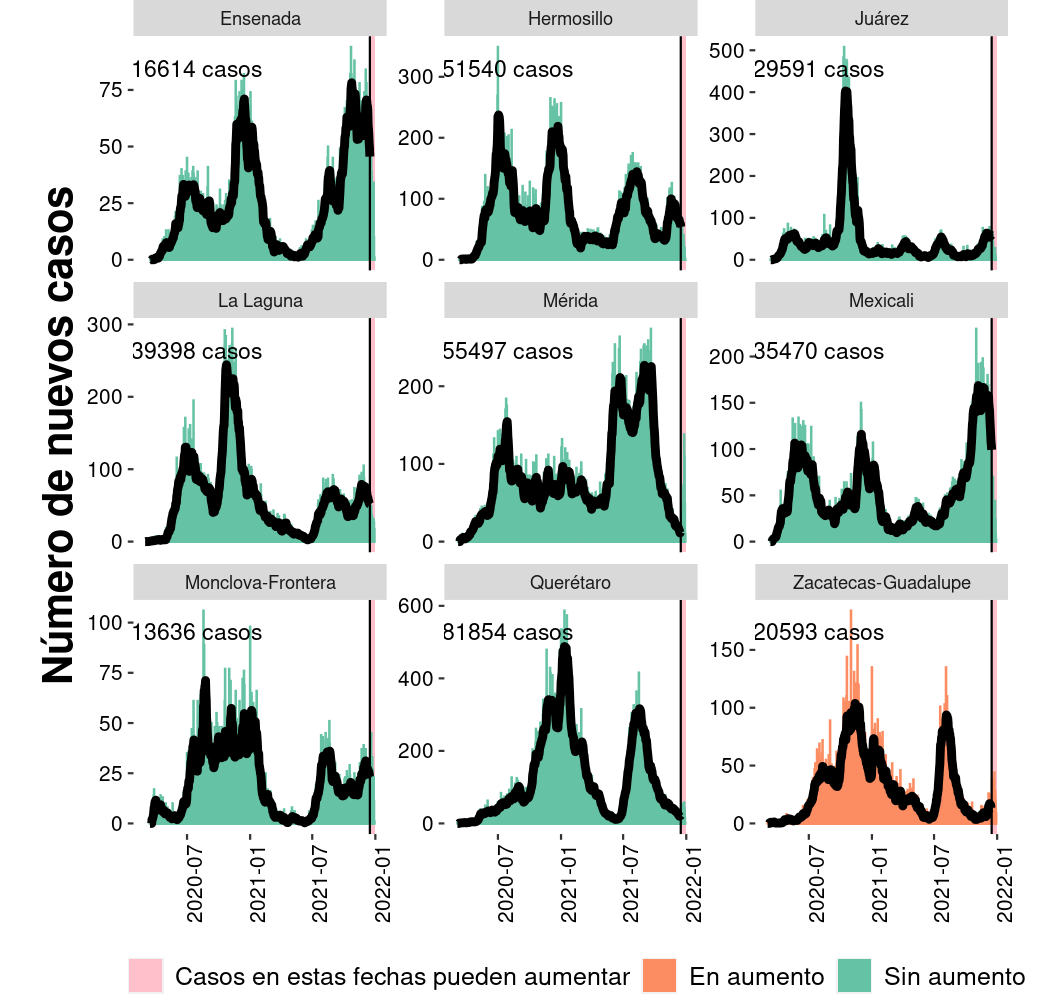 Número de nuevos casos
Ensenada
Hermosillo
Juárez
16614 casos
51540 casos
29591 casos
75
50
25
0
300
200
100
0
500
400
300
200
100
0
La Laguna
Mérida
Mexicali
39398 casos
55497 casos
35470 casos
300
200
100
0
200
100
0
200
150
100
50
0
Monclova-Frontera
Querétaro
Zacatecas-Guadalupe
13636 casos
81854 casos
20593 casos
100
75
50
25
0
600
400
200
0
150
100
50
0
2020-07
2021-01
2021-07
2022-01
2020-07
2021-01
2021-07
2022-01
2020-07
2021-01
2021-07
2022-01
Casos en estas fechas pueden aumentar
En aumento
Sin aumento